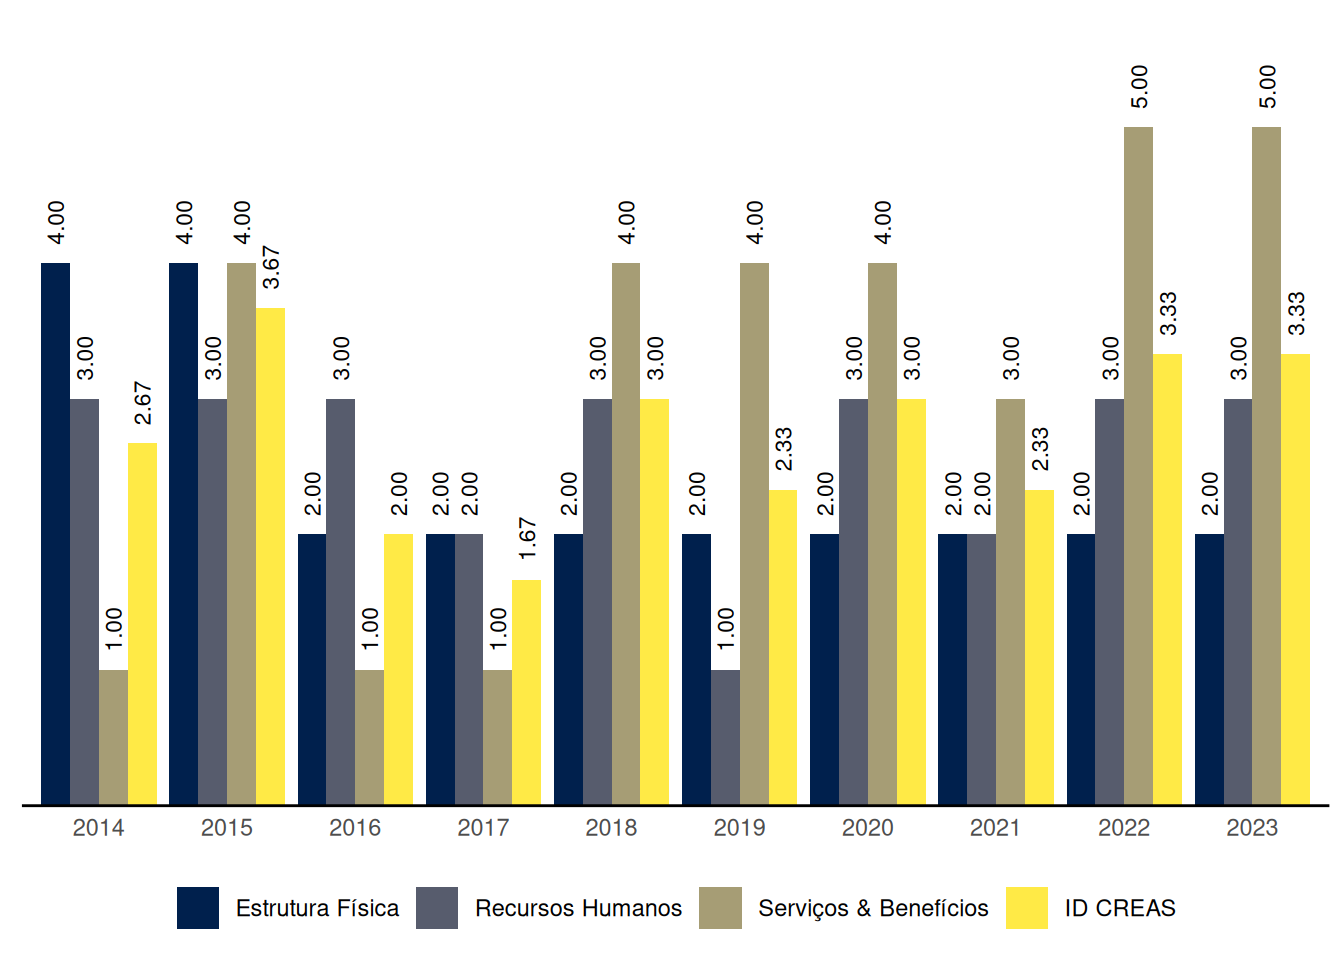 5.00 5.00
4.00 4.00 4.00 4.00 4.00 4.00
3.67
3.33 3.33
3.00 3.00 3.00 3.00 3.00 3.00 3.00 3.00 3.00 3.00
2.67
2.33 2.33
2.00 2.00 2.00 2.00 2.00 2.00 2.00 2.00 2.00 2.00 2.00
1.67
1.00 1.00 1.00 1.00
2014 2015 2016 2017 2018 2019 2020 2021 2022 2023
Estrutura Física Recursos Humanos Serviços & Benefícios ID CREAS